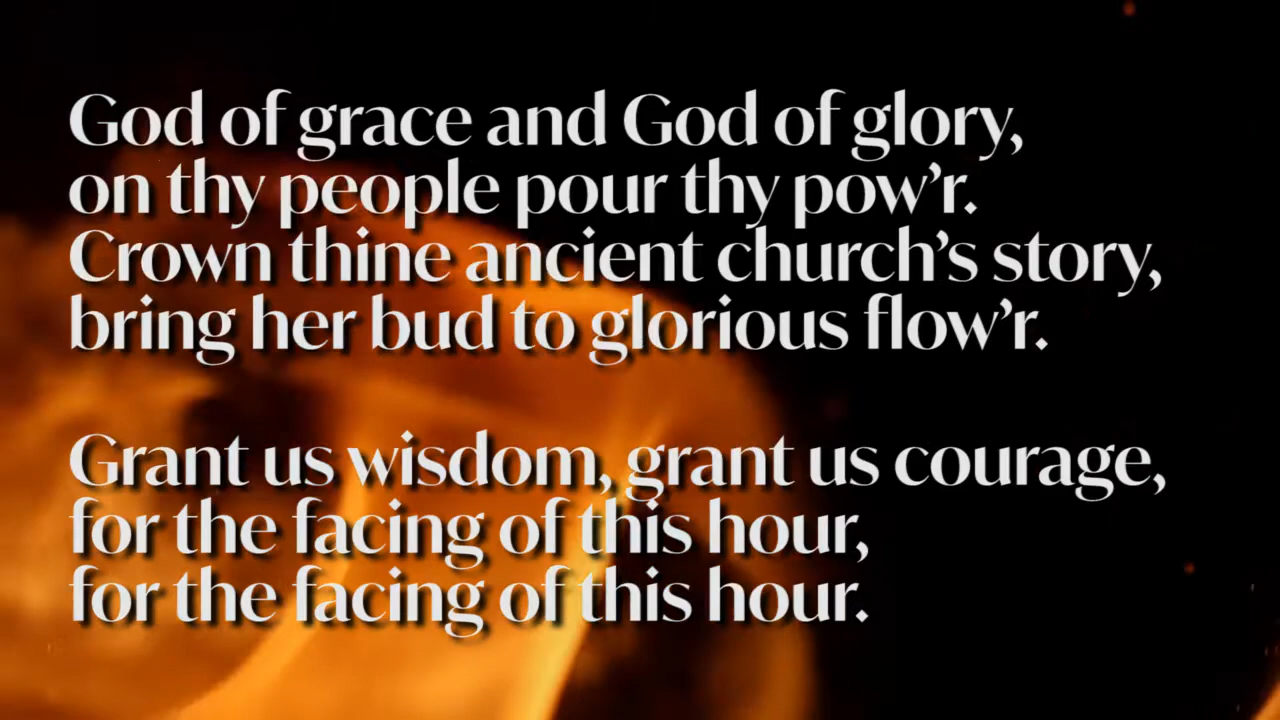 God of grace and God of glory,
on thy people pour thy pow’r.
Crown thine ancient church’s story,
bring her bud to glorious flow’r.
Grant us wisdom, grant us courage,
for the facing of this hour,
for the facing of this hour.